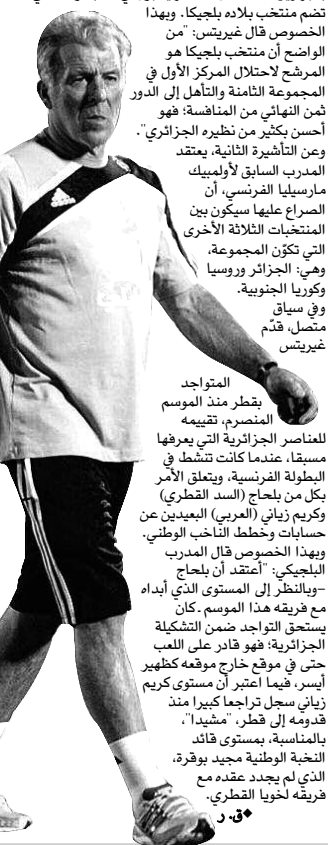 تضم منتخب بلاده بلجيكا. وبهذا
الخصوص قال غيريتس: "من
الواضح أن منتخب بلجيكا هو
المرشح لاحتلال المركز الأول في
المجموعة الثامنة والتأهل إلى الدور
ثمن النهائي من المنافسة؛ فهو
أحسن بكثير من نظيره الجزائري".
وعن التأشيرة الثانية، يعتقد
المدرب السابق لأولمبيك
مارسيليا الفرنسي، أن
الصراع عليها سيكون بين
المنتخبات الثلاثة الأخرى
التي تكوّن المجموعة،
وهي: الجزائر وروسيا
وكوريا الجنوبية.
وفي سياق
متصل، قدّم
غيريتس
المتواجد
بقطر منذ الموسم
المنصرم، تقييمه
للعناصر الجزائرية التي يعرفها
مسبقا، عندما كانت تنشط في
البطولة الفرنسية، ويتعلق الأمر
بكل من بلحاج (السد القطري)
وكريم زياني (العربي) البعيدين عن
حسابات وخطط الناخب الوطني.
وبهذا الخصوص قال المدرب
البلجيكي: "أعتقد أن بلحاج
-وبالنظر إلى المستوى الذي أبداه
مع فريقه هذا الموسم ـ كان
يستحق التواجد ضمن التشكيلة
الجزائرية؛ فهو قادر على اللعب
حتى في موقع خارج موقعه كظهير
أيسر، فيما اعتبر أن مستوى كريم
زياني سجل تراجعا كبيرا منذ
قدومه إلى قطر، "مشيدا"،
بالمناسبة، بمستوى قائد
النخبة الوطنية مجيد بوقرة،
الذي لم يجدد عقده مع
فريقه لخويا القطري.
◆ق. ر